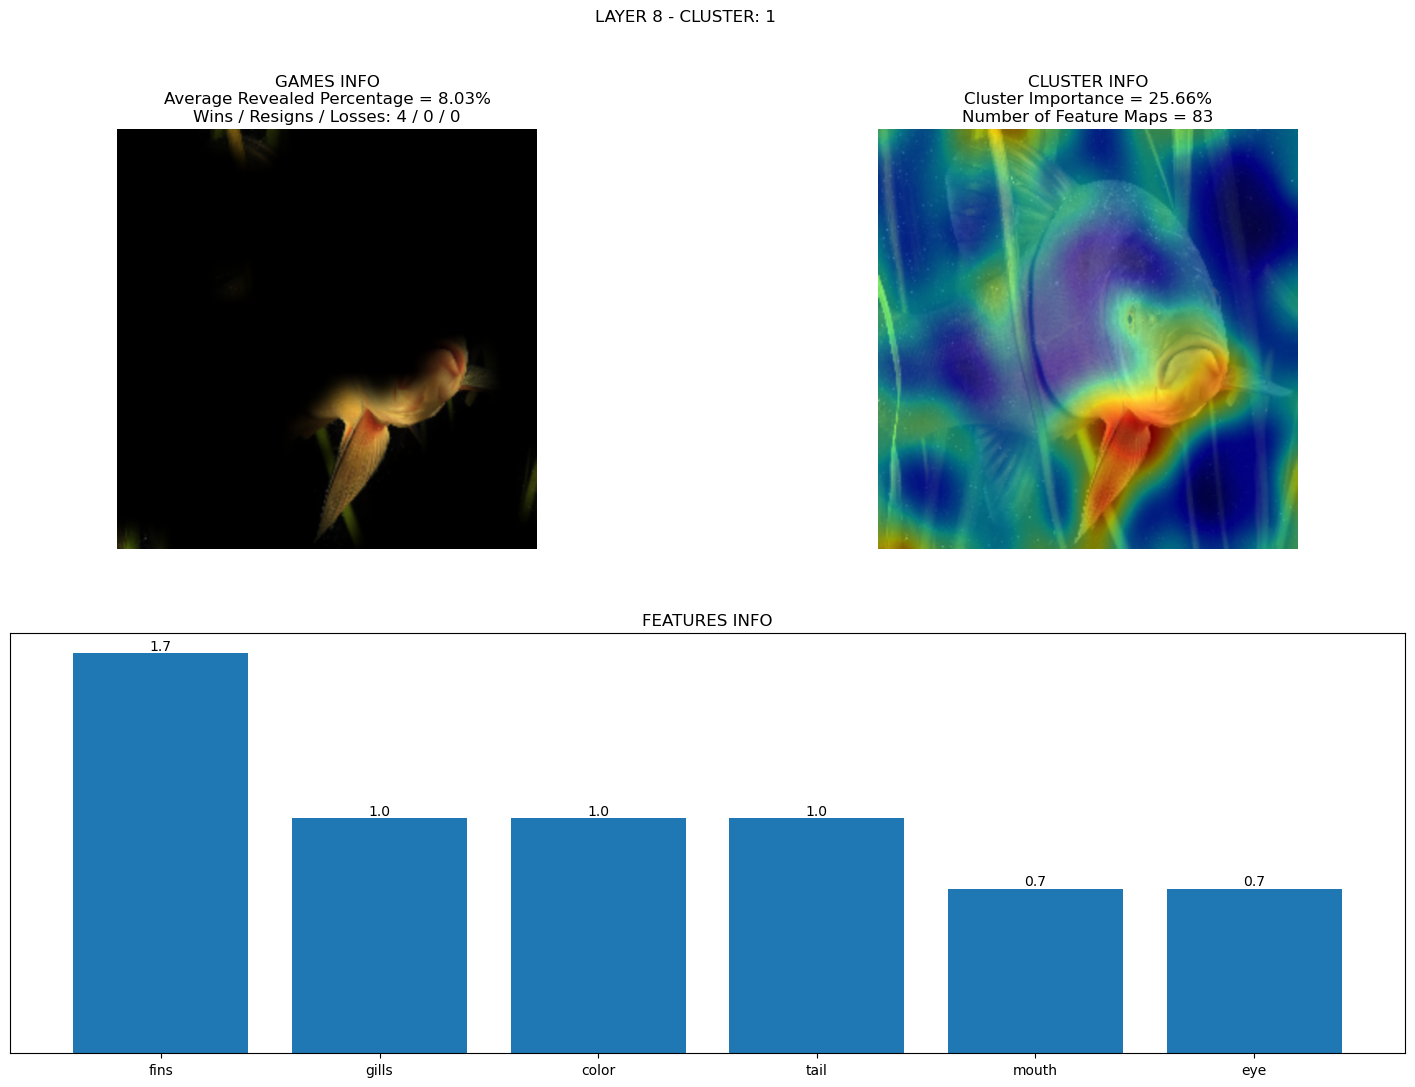 LAYER 8 - CLUSTER: 1
GAMES INFO
Average Revealed Percentage = 8.03%
Wins / Resigns / Losses: 4 / 0 / 0
CLUSTER INFO
Cluster Importance = 25.66%
Number of Feature Maps = 83
FEATURES INFO
1.7
1.0
1.0
1.0
0.7
0.7
fins
gills
color
tail
mouth
eye